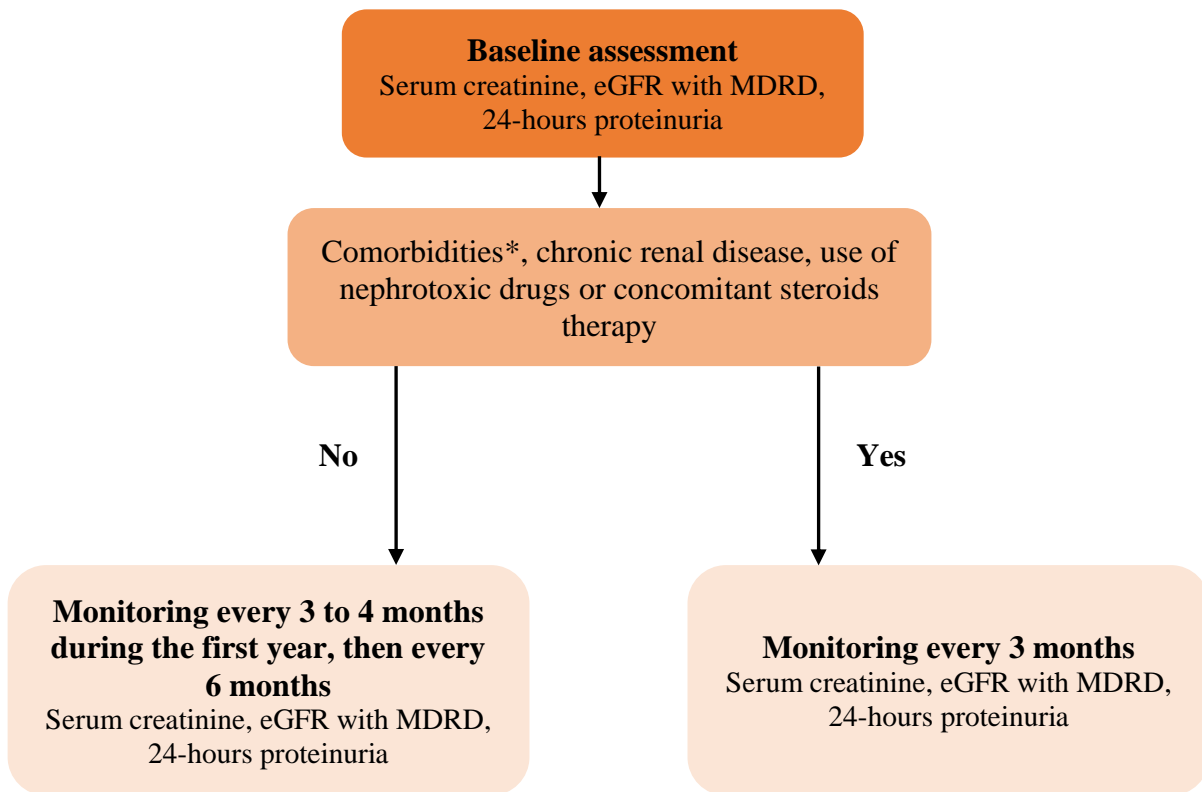 Baseline assessment
Serum creatinine, eGFR with MDRD,
24-hours proteinuria
Comorbidities*, chronic renal disease, use of
nephrotoxic drugs or concomitant steroids
therapy
No
Yes
Monitoring every 3 to 4 months
during the first year, then every
6 months
Serum creatinine, eGFR with MDRD,
24-hours proteinuria
Monitoring every 3 months
Serum creatinine, eGFR with MDRD,
24-hours proteinuria